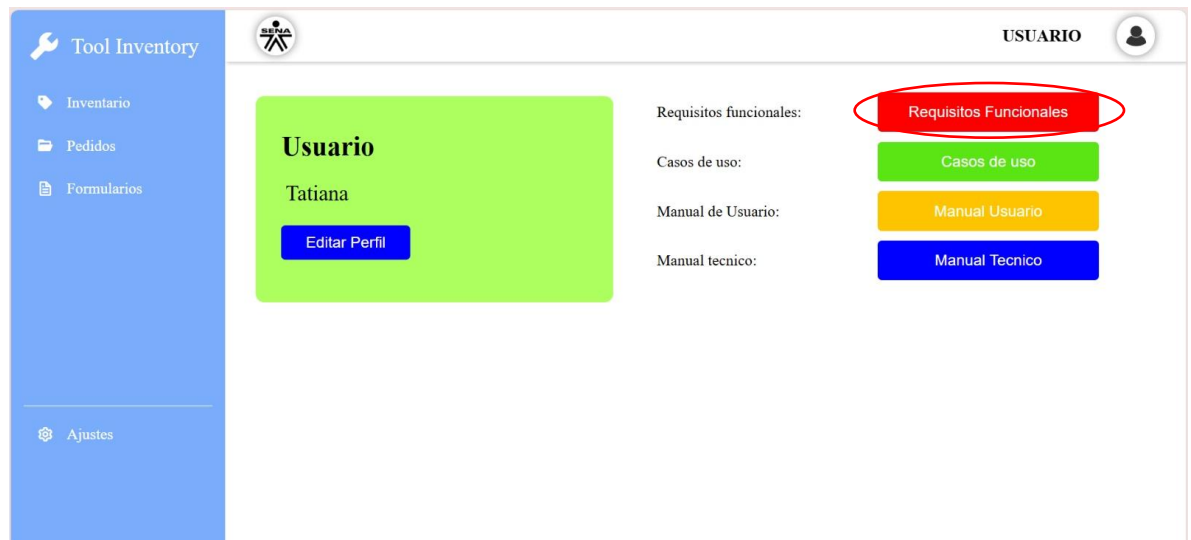 Tool Inventory
Inventario
Pedidos
Formularios
Ajustes
SENA
USUARIO
Usuario
Tatiana
Editar Perfil
Requisitos funcionales: Requisitos Funcionales
Casos de uso: Casos de uso
Manual de Usuario: Manual Usuario
Manual tecnico: Manual Tecnico